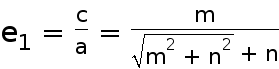 e₁ = c/a = m/(√(m² + n²) + n)